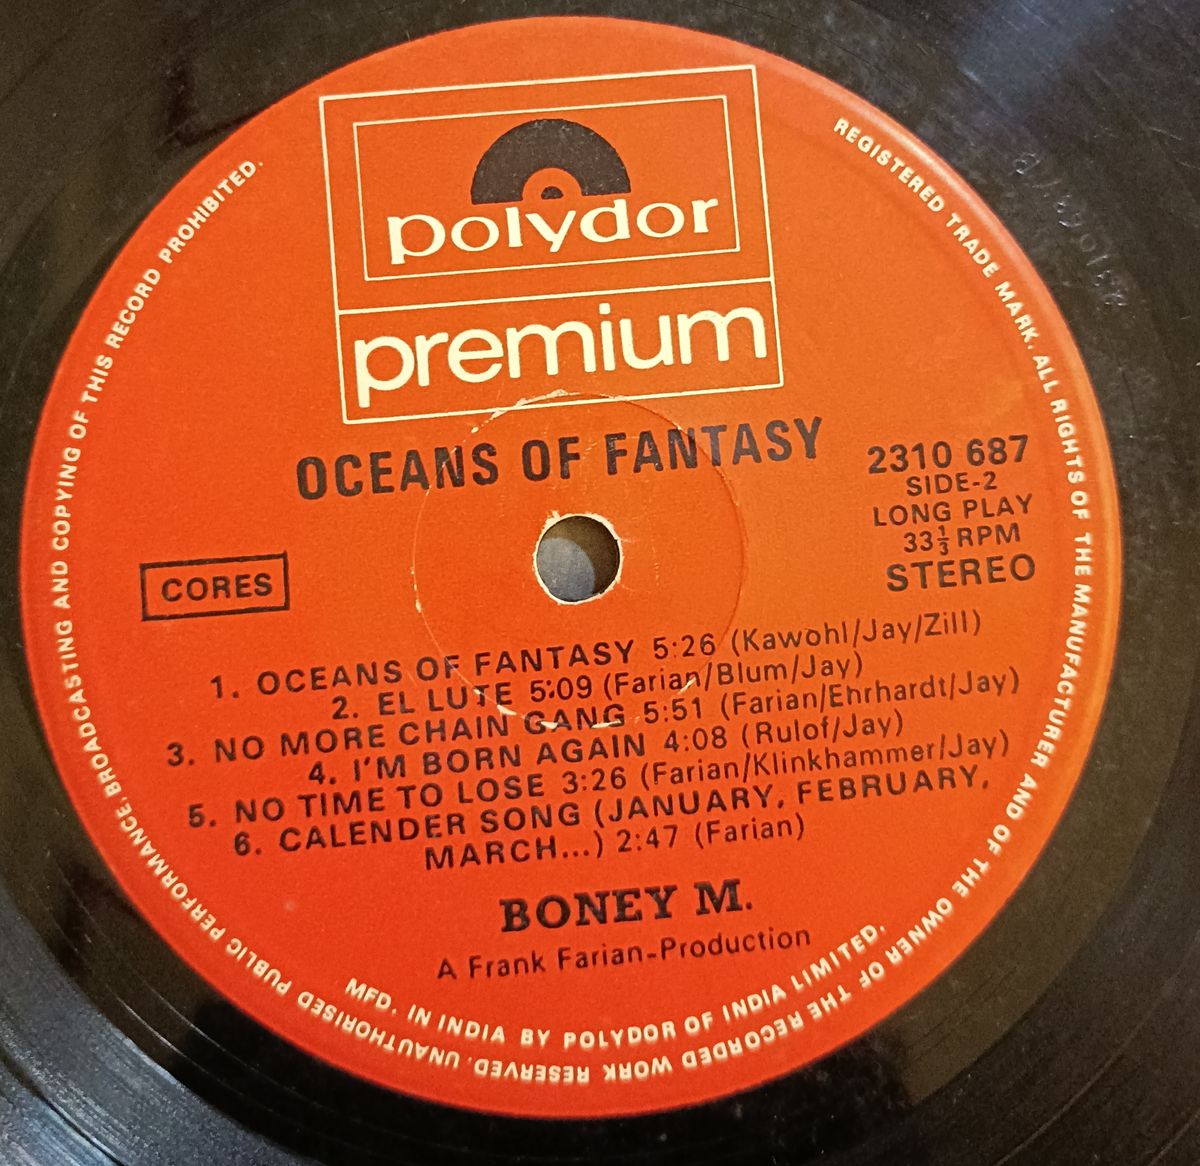 polydor
premium
OCEANS OF FANTASY
2310 687
SIDE-2
LONG PLAY
33⅓ RPM
STEREO
CORES
1. OCEANS OF FANTASY 5:26 (Kawohl/Jay/Zill)
2. EL LUTE 5:09 (Farian/Blum/Jay)
3. NO MORE CHAIN GANG 5:51 (Farian/Ehrhardt/Jay)
4. I'M BORN AGAIN 4:08 (Rulof/Jay)
5. NO TIME TO LOSE 3:26 (Farian/Klinkhammer/Jay)
6. CALENDER SONG (JANUARY, FEBRUARY,
MARCH...) 2:47 (Farian)
BONEY M.
A Frank Farian-Production
MFD. IN INDIA BY POLYDOR OF INDIA LIMITED.
REGISTERED TRADE MARK. ALL RIGHTS OF THE MANUFACTURER AND OF THE OWNER OF THE RECORDED WORK RESERVED. UNAUTHORISED PUBLIC PERFORMANCE, BROADCASTING AND COPYING OF THIS RECORD PROHIBITED.